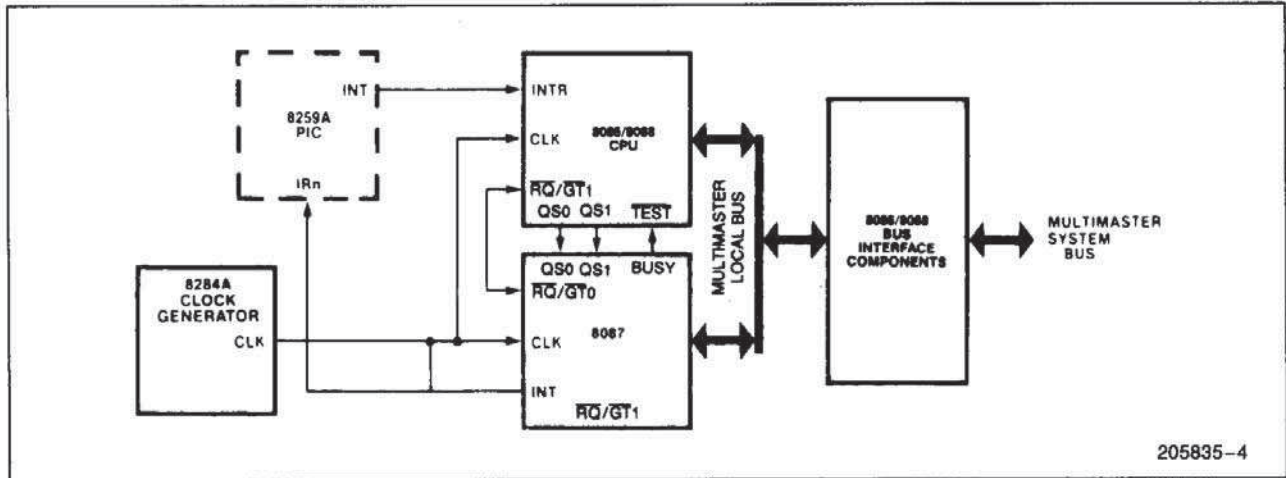 INT
8259A
PIC
IRn
8284A
CLOCK
GENERATOR
CLK
INTR
CLK
8086/8088
CPU
RQ/GT1
QS0 QS1 TEST
QS0 QS1 BUSY
RQ/GT0
8087
CLK
INT
RQ/GT1
MULTIMASTER
LOCAL BUS
8086/8088
BUS
INTERFACE
COMPONENTS
MULTIMASTER
SYSTEM
BUS
205835-4